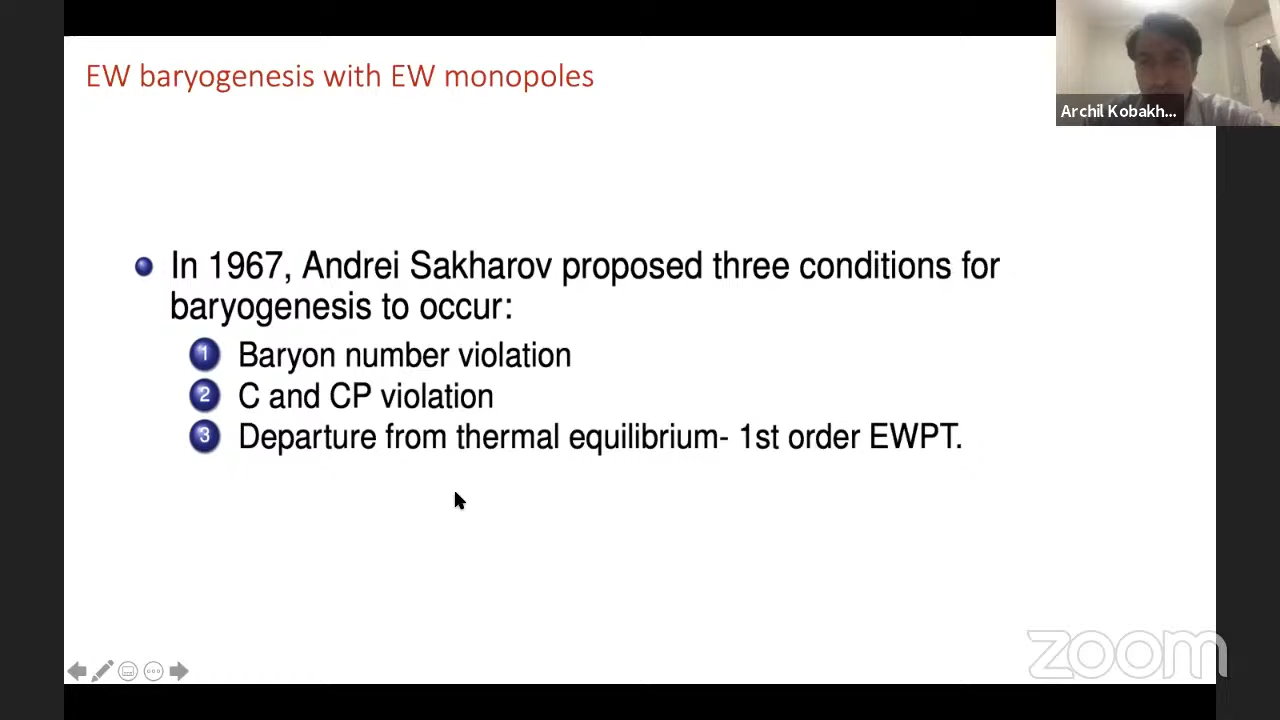 EW baryogenesis with EW monopoles
Archil Kobakh...
In 1967, Andrei Sakharov proposed three conditions for
baryogenesis to occur:
1 Baryon number violation
2 C and CP violation
3 Departure from thermal equilibrium- 1st order EWPT.
zoom